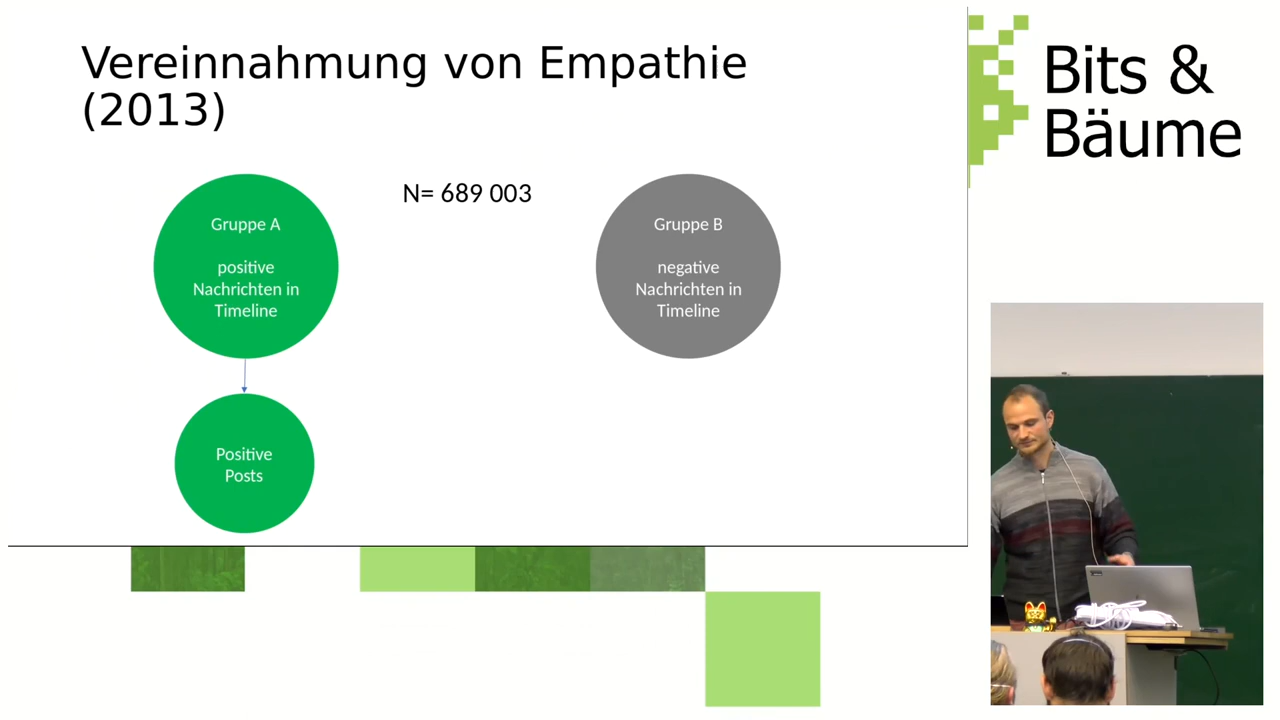 Vereinnahmung von Empathie
(2013)
Bits &
Bäume
N= 689 003
Gruppe A
positive
Nachrichten in
Timeline
Gruppe B
negative
Nachrichten in
Timeline
Positive
Posts